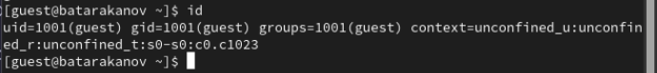 [guest@batarakanov ~]$ id
uid=1001(guest) gid=1001(guest) groups=1001(guest) context=unconfined_u:unconfin
ed_r:unconfined_t:s0-s0:c0.c1023
[guest@batarakanov ~]$